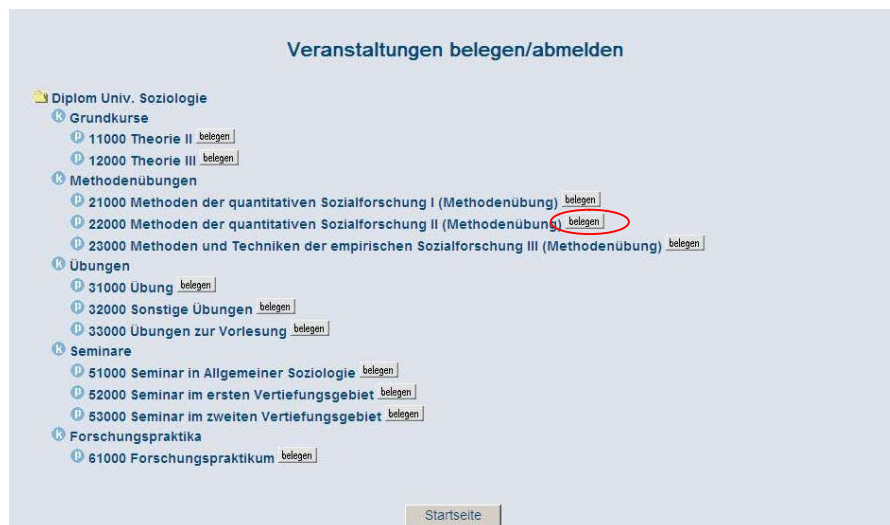 Veranstaltungen belegen/abmelden
Diplom Univ. Soziologie
k Grundkurse
p 11000 Theorie II belegen
p 12000 Theorie III belegen
k Methodenübungen
p 21000 Methoden der quantitativen Sozialforschung I (Methodenübung) belegen
p 22000 Methoden der quantitativen Sozialforschung II (Methodenübung) belegen
p 23000 Methoden und Techniken der empirischen Sozialforschung III (Methodenübung) belegen
k Übungen
p 31000 Übung belegen
p 32000 Sonstige Übungen belegen
p 33000 Übungen zur Vorlesung belegen
k Seminare
p 51000 Seminar in Allgemeiner Soziologie belegen
p 52000 Seminar im ersten Vertiefungsgebiet belegen
p 53000 Seminar im zweiten Vertiefungsgebiet belegen
k Forschungspraktika
p 61000 Forschungspraktikum belegen
Startseite